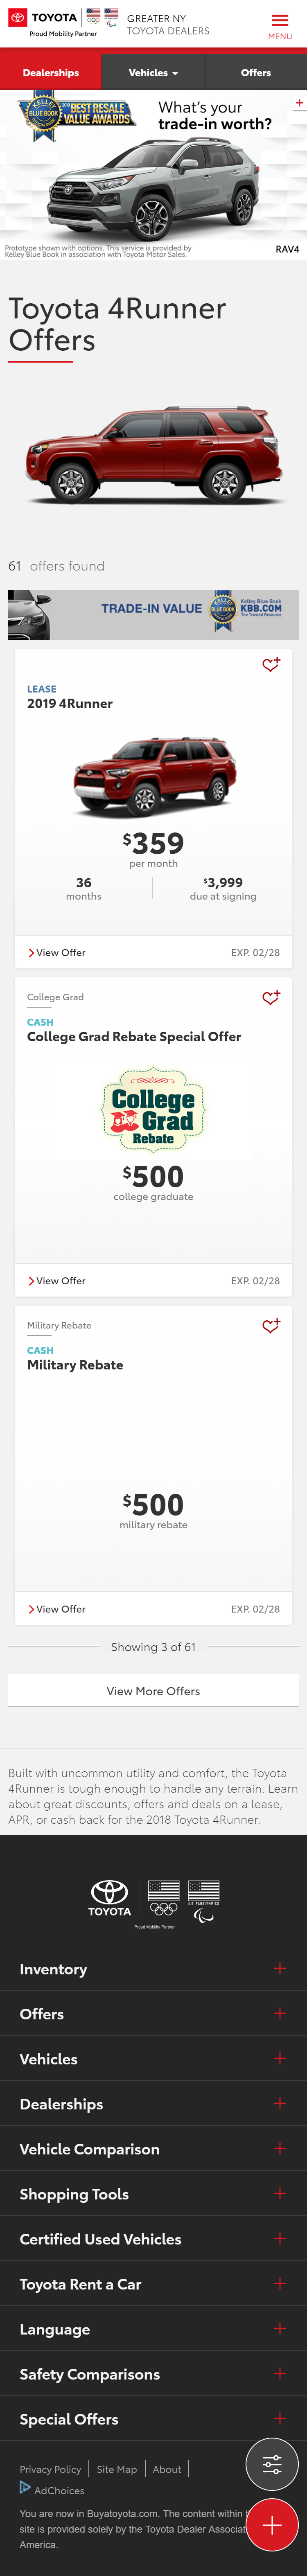 TOYOTA
Proud Mobility Partner
GREATER NY
TOYOTA DEALERS
MENU
Dealerships
Vehicles
Offers
KELLEY BLUE BOOK
BEST RESALE
VALUE AWARDS
What's your
trade-in worth?
Prototype shown with options. This service is provided by
Kelley Blue Book in association with Toyota Motor Sales.
RAV4
Toyota 4Runner
Offers
61 offers found
TRADE-IN VALUE
KELLEY BLUE BOOK
Kelley Blue Book
KBB.COM
The Trusted Resource
LEASE
2019 4Runner
$359
per month
36
months
$3,999
due at signing
View Offer
EXP. 02/28
College Grad
CASH
College Grad Rebate Special Offer
College
Grad
Rebate
$500
college graduate
View Offer
EXP. 02/28
Military Rebate
CASH
Military Rebate
$500
military rebate
View Offer
EXP. 02/28
Showing 3 of 61
View More Offers
Built with uncommon utility and comfort, the Toyota
4Runner is tough enough to handle any terrain. Learn
about great discounts, offers and deals on a lease,
APR, or cash back for the 2018 Toyota 4Runner.
TOYOTA
U.S. PARALYMPICS
Proud Mobility Partner
Inventory
Offers
Vehicles
Dealerships
Vehicle Comparison
Shopping Tools
Certified Used Vehicles
Toyota Rent a Car
Language
Safety Comparisons
Special Offers
Privacy Policy
Site Map
About
AdChoices
You are now in Buyatoyota.com. The content within
site is provided solely by the Toyota Dealer Associat
America.